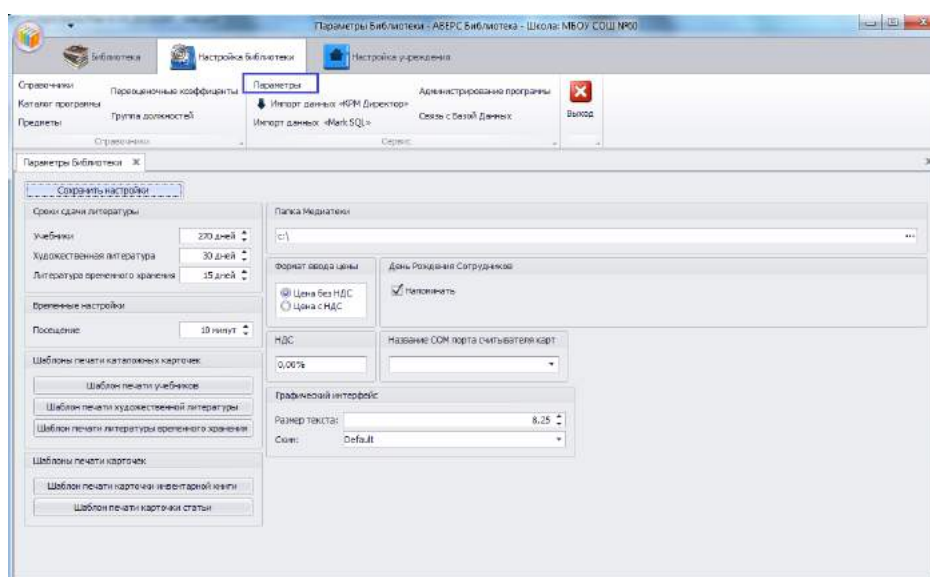 Параметры Библиотеки - АВЕРС Библиотека - Школа: МБОУ СОШ №60
Библиотека Настройка Библиотеки Настройка учреждения
Справочники Переоценочные коэффициенты Параметры Администрирование программы
Каталог программы Импорт данных «КРМ Директор» Выход
Предметы Группа должностей Импорт данных «Mark SQL» Связь с Базой Данных
Справочники Сервис
Параметры Библиотеки
Сохранить настройки
Сроки сдачи литературы Папка Медиатеки
Учебники 270 дней c:\ ...
Художественная литература 30 дней
Литература временного хранения 15 дней
Формат ввода цены День Рождения Сотрудников
Цена без НДС Напоминать
Цена с НДС
Временные настройки
Посещение 10 минут
НДС Название COM порта считывателя карт
0,00%
Шаблоны печати каталожных карточек
Шаблон печати учебников
Шаблон печати художественной литературы
Шаблон печати литературы временного хранения
Графический интерфейс
Размер текста: 8,25
Скин: Default
Шаблоны печати карточек
Шаблон печати карточки инвентарной книги
Шаблон печати карточки статьи